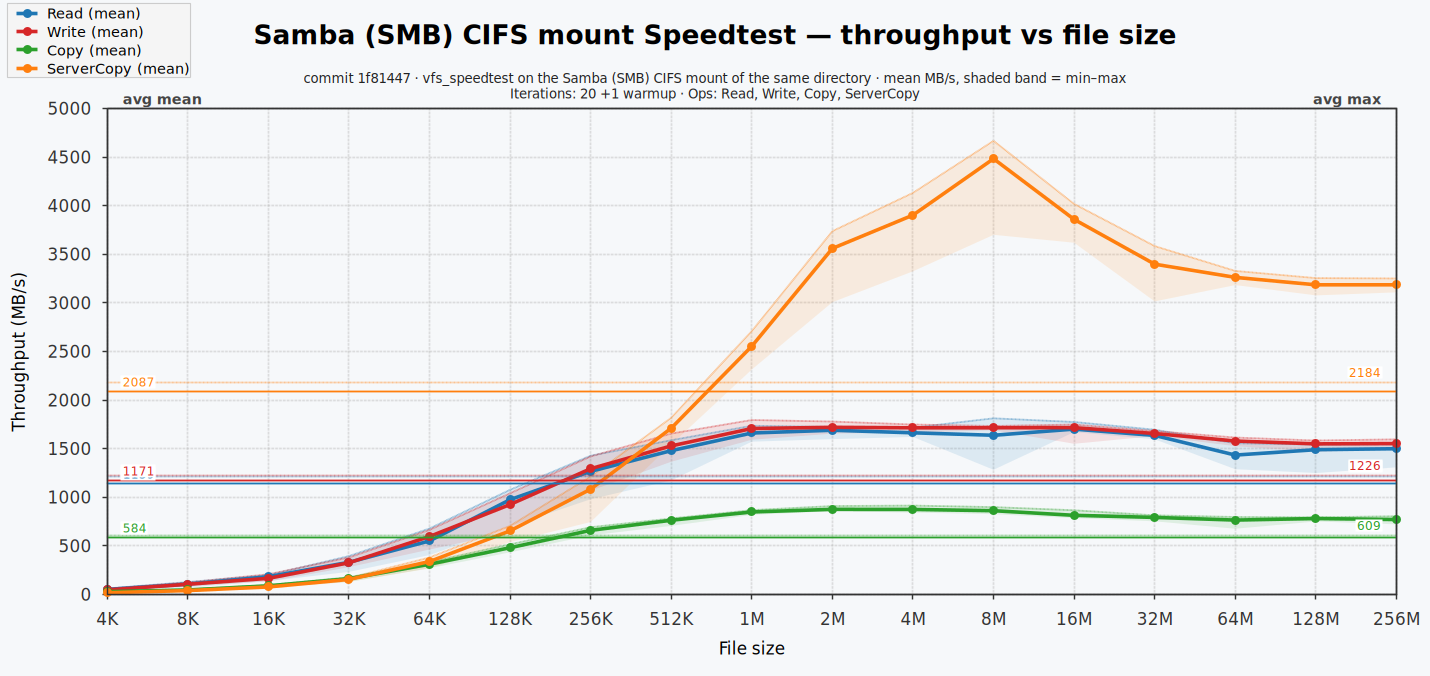 Read (mean)
Write (mean)
Copy (mean)
ServerCopy (mean)
Samba (SMB) CIFS mount Speedtest — throughput vs file size
commit 1f81447 · vfs_speedtest on the Samba (SMB) CIFS mount of the same directory · mean MB/s, shaded band = min–max
Iterations: 20 +1 warmup · Ops: Read, Write, Copy, ServerCopy
avg mean
avg max
5000
4500
4000
3500
3000
2500
2000
1500
1000
500
0
Throughput (MB/s)
2087
2184
1171
1226
584
609
4K 8K 16K 32K 64K 128K 256K 512K 1M 2M 4M 8M 16M 32M 64M 128M 256M
File size